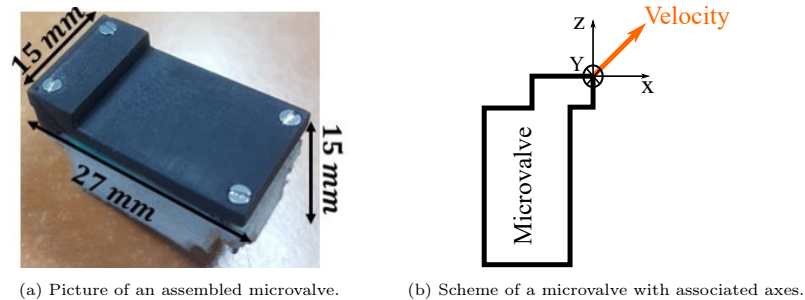 15 mm
15 mm
27 mm
Z
Velocity
Y
X
Microvalve
(a) Picture of an assembled microvalve.
(b) Scheme of a microvalve with associated axes.